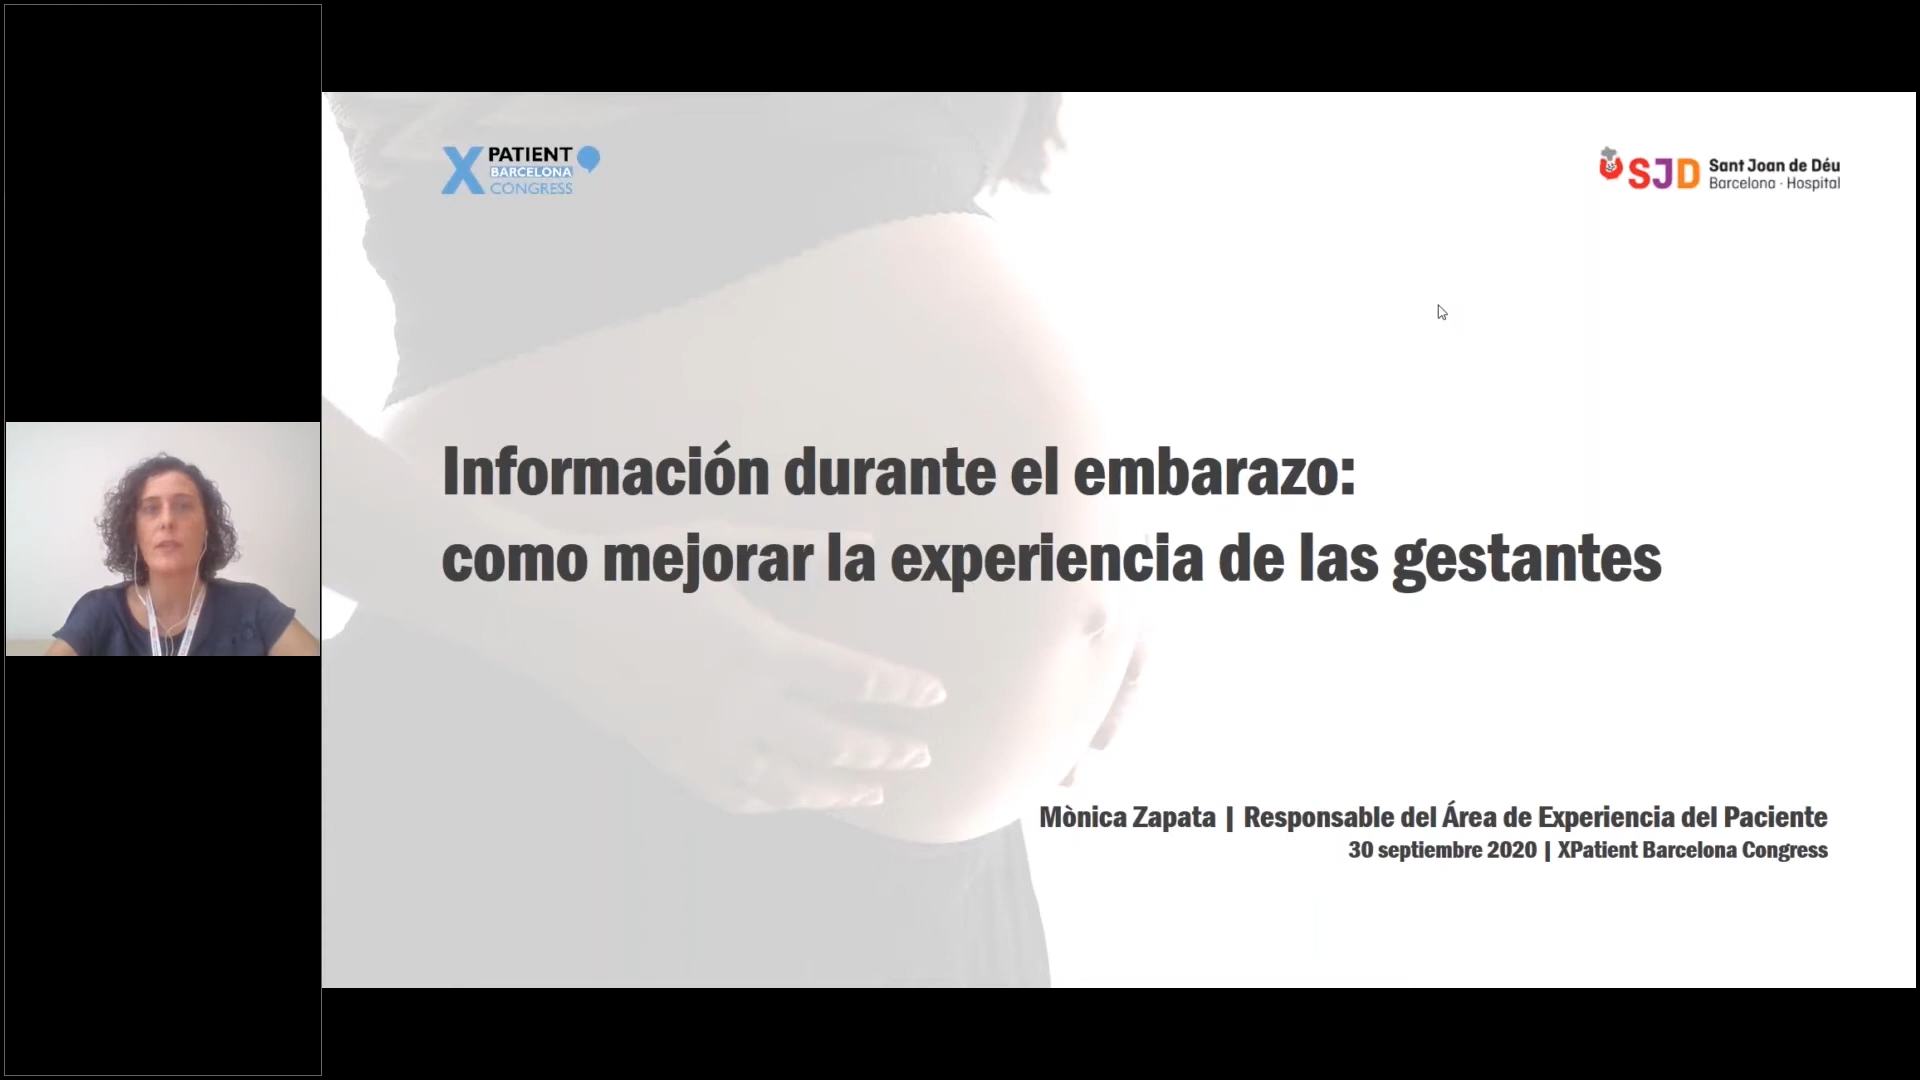 X PATIENT
BARCELONA
CONGRESS
SJD Sant Joan de Déu
Barcelona · Hospital
Información durante el embarazo:
como mejorar la experiencia de las gestantes
Mònica Zapata | Responsable del Área de Experiencia del Paciente
30 septiembre 2020 | XPatient Barcelona Congress